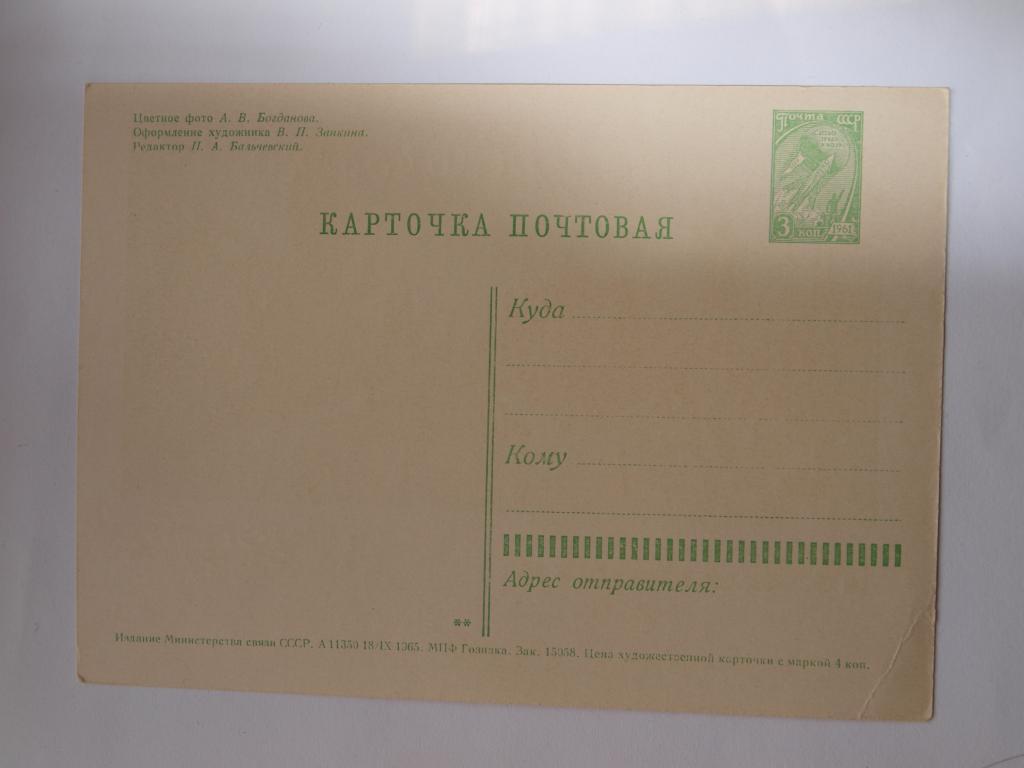 Цветное фото А. В. Богданова.
Оформление художника В. П. Завкина.
Редактор П. А. Бальчевский.
Почта СССР
3 КОП
1961
КАРТОЧКА ПОЧТОВАЯ
Куда
Кому
Адрес отправителя:
**
Издание Министерства связи СССР. А 11350 18/IX 1965. МПФ Гознака. Зак. 15058. Цена художественной карточки с маркой 4 коп.